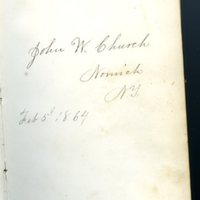 John W. Church
Norwich
N.Y.
Feb 5th 1864